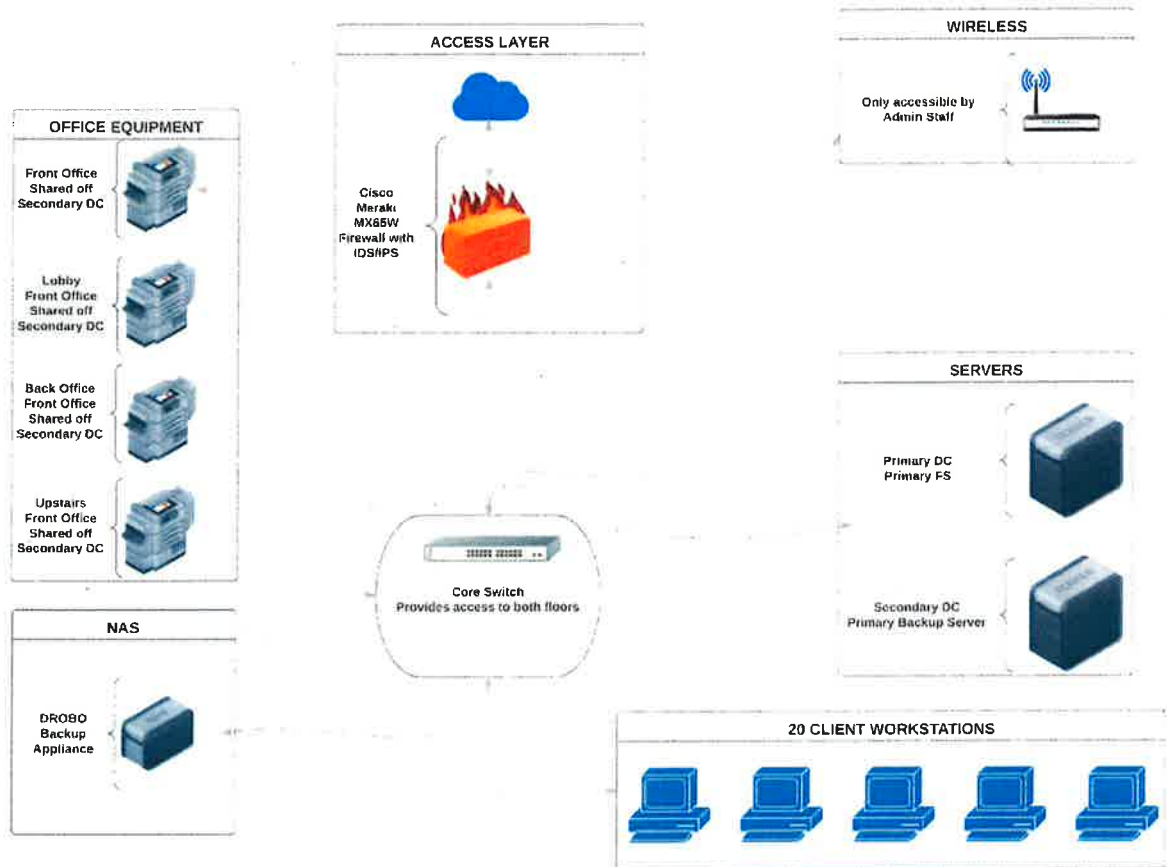 ACCESS LAYER
Cisco
Meraki
MX65W
Firewall with
IDS/IPS
WIRELESS
Only accessible by
Admin Staff
OFFICE EQUIPMENT
Front Office
Shared off
Secondary DC
Lobby
Front Office
Shared off
Secondary DC
Back Office
Front Office
Shared off
Secondary DC
Upstairs
Front Office
Shared off
Secondary DC
SERVERS
Primary DC
Primary FS
Secondary DC
Primary Backup Server
Core Switch
Provides access to both floors
NAS
DROBO
Backup
Appliance
20 CLIENT WORKSTATIONS